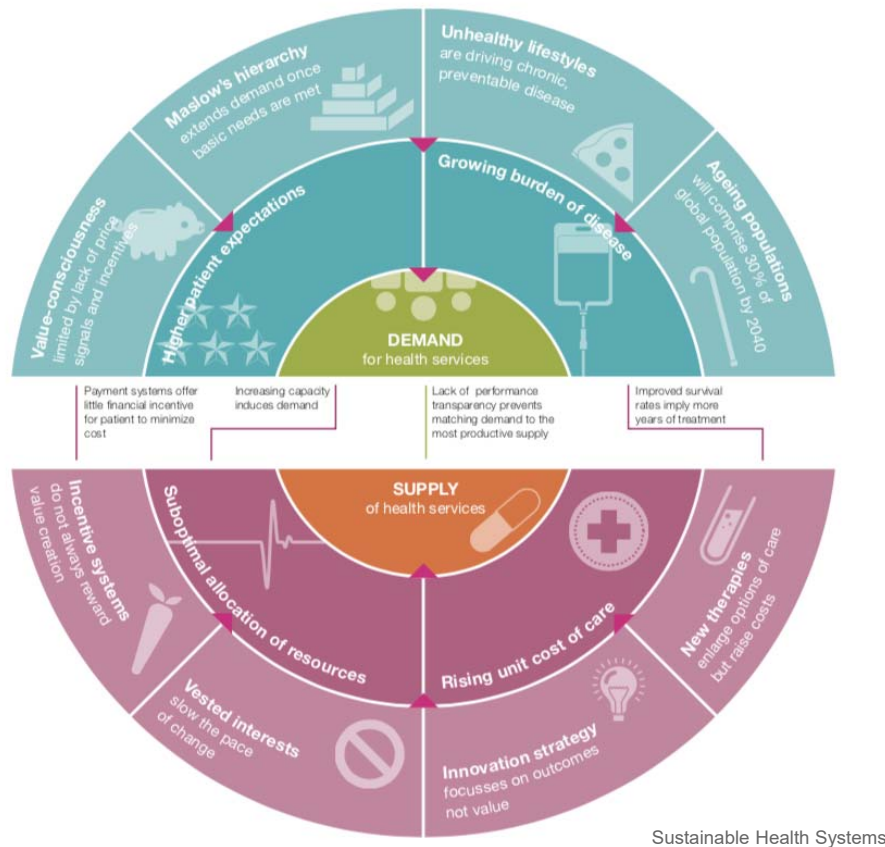 Maslow's hierarchy
extends demand once
basic needs are met
Unhealthy lifestyles
are driving chronic,
preventable disease
Value-consciousness
limited by lack of price
signals and incentives
Higher patient expectations
Growing burden of disease
Ageing populations
will comprise 30% of
global population by 2040
DEMAND
for health services
Payment systems offer
little financial incentive
for patient to minimize
cost
Increasing capacity
induces demand
Lack of performance
transparency prevents
matching demand to the
most productive supply
Improved survival
rates imply more
years of treatment
SUPPLY
of health services
Incentive systems
do not always reward
value creation
Suboptimal allocation of resources
Rising unit cost of care
New therapies
enlarge options of care
but raise costs
Vested interests
slow the pace
of change
Innovation strategy
focusses on outcomes
not value
Sustainable Health Systems